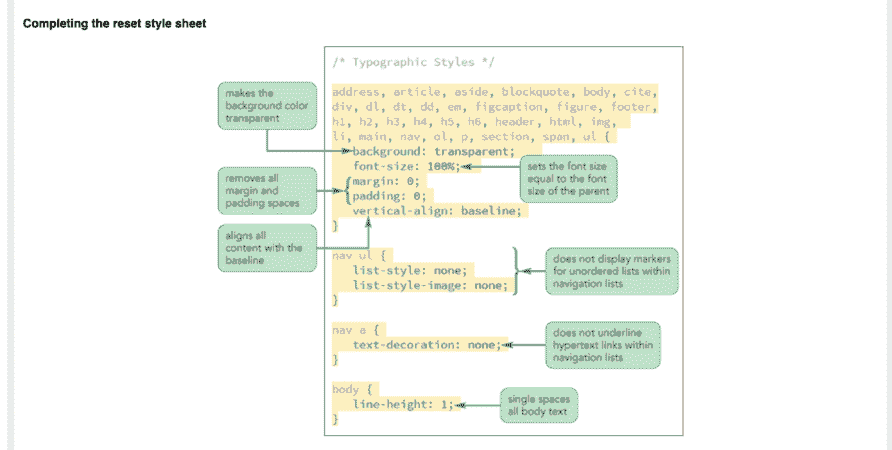 Completing the reset style sheet
/* Typographic Styles */
makes the
background color
transparent
address, article, aside, blockquote, body, cite,
div, dl, dt, dd, em, figcaption, figure, footer,
h1, h2, h3, h4, h5, h6, header, html, img,
li, main, nav, ol, p, section, span, ul {
background: transparent;
font-size: 100%;
sets the font size
equal to the font
size of the parent
removes all
margin and
padding spaces
margin: 0;
padding: 0;
vertical-align: baseline;
}
aligns all
content with the
baseline
nav ul {
list-style: none;
list-style-image: none;
}
does not display markers
for unordered lists within
navigation lists
nav a {
text-decoration: none;
}
does not underline
hypertext links within
navigation lists
body {
line-height: 1;
}
single spaces
all body text